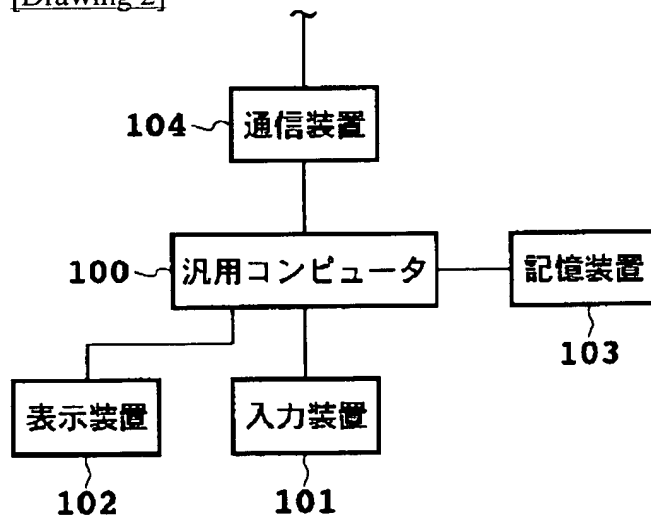 [Drawing 2]
104 通信装置
100 汎用コンピュータ 記憶装置
103
表示装置 入力装置
102 101